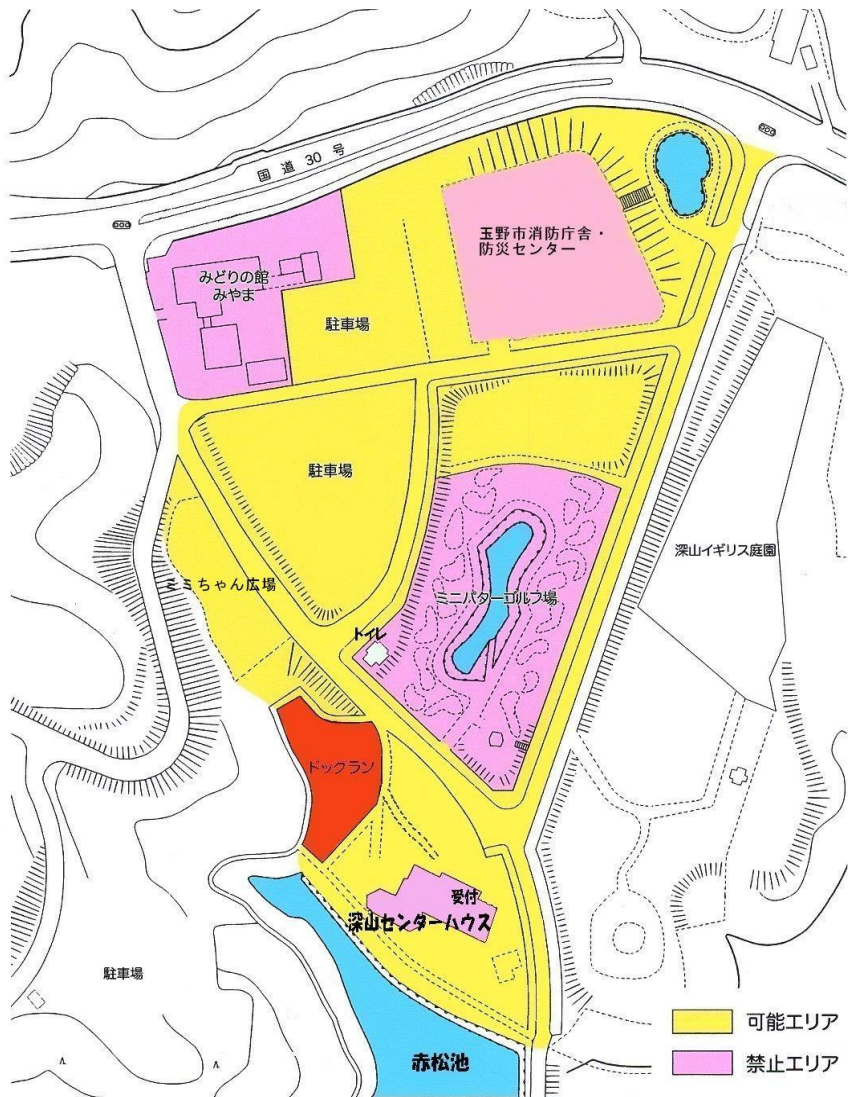 国道30号
玉野市消防庁舎・
防災センター
みどりの館
みやま
駐車場
駐車場
深山イギリス庭園
ミミちゃん広場
ミニパターゴルフ場
トイレ
ドックラン
受付
深山センターハウス
駐車場
赤松池
可能エリア
禁止エリア